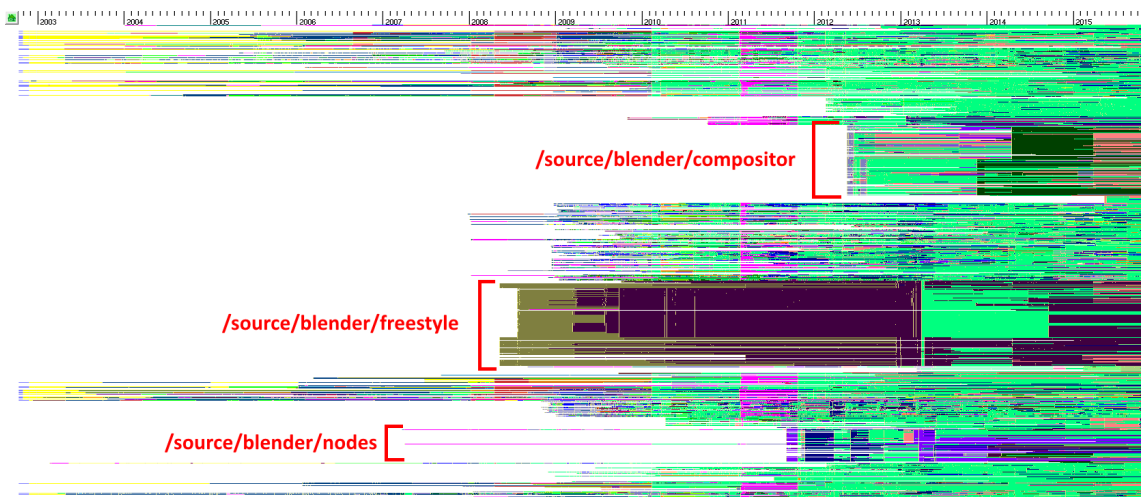 2003 2004 2005 2006 2007 2008 2009 2010 2011 2012 2013 2014 2015
/source/blender/compositor
/source/blender/freestyle
/source/blender/nodes